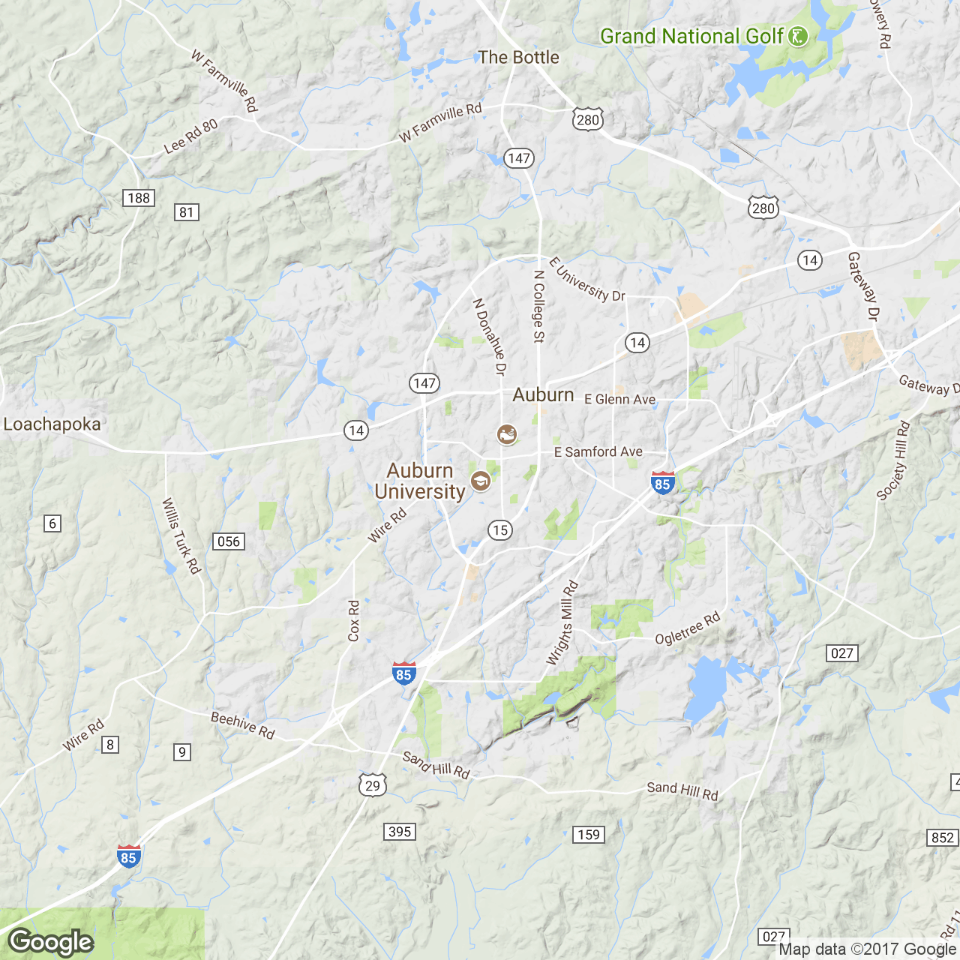 Grand National Golf
owery Rd
The Bottle
W Farmville Rd
W Farmville Rd
Lee Rd 80
280
147
188
81
280
14
Gateway Dr
E University Dr
N College St
N Donahue Dr
14
147
Auburn
E Glenn Ave
Gateway D
Loachapoka
14
E Samford Ave
Auburn
University
85
Society Hill Rd
Willis Turk Rd
6
056
Wire Rd
15
Cox Rd
Wrights Mill Rd
Ogletree Rd
027
85
Beehive Rd
Wire Rd
8
9
Sand Hill Rd
29
Sand Hill Rd
4
395
159
852
85
Rd 11
027
Google
Map data ©2017 Google